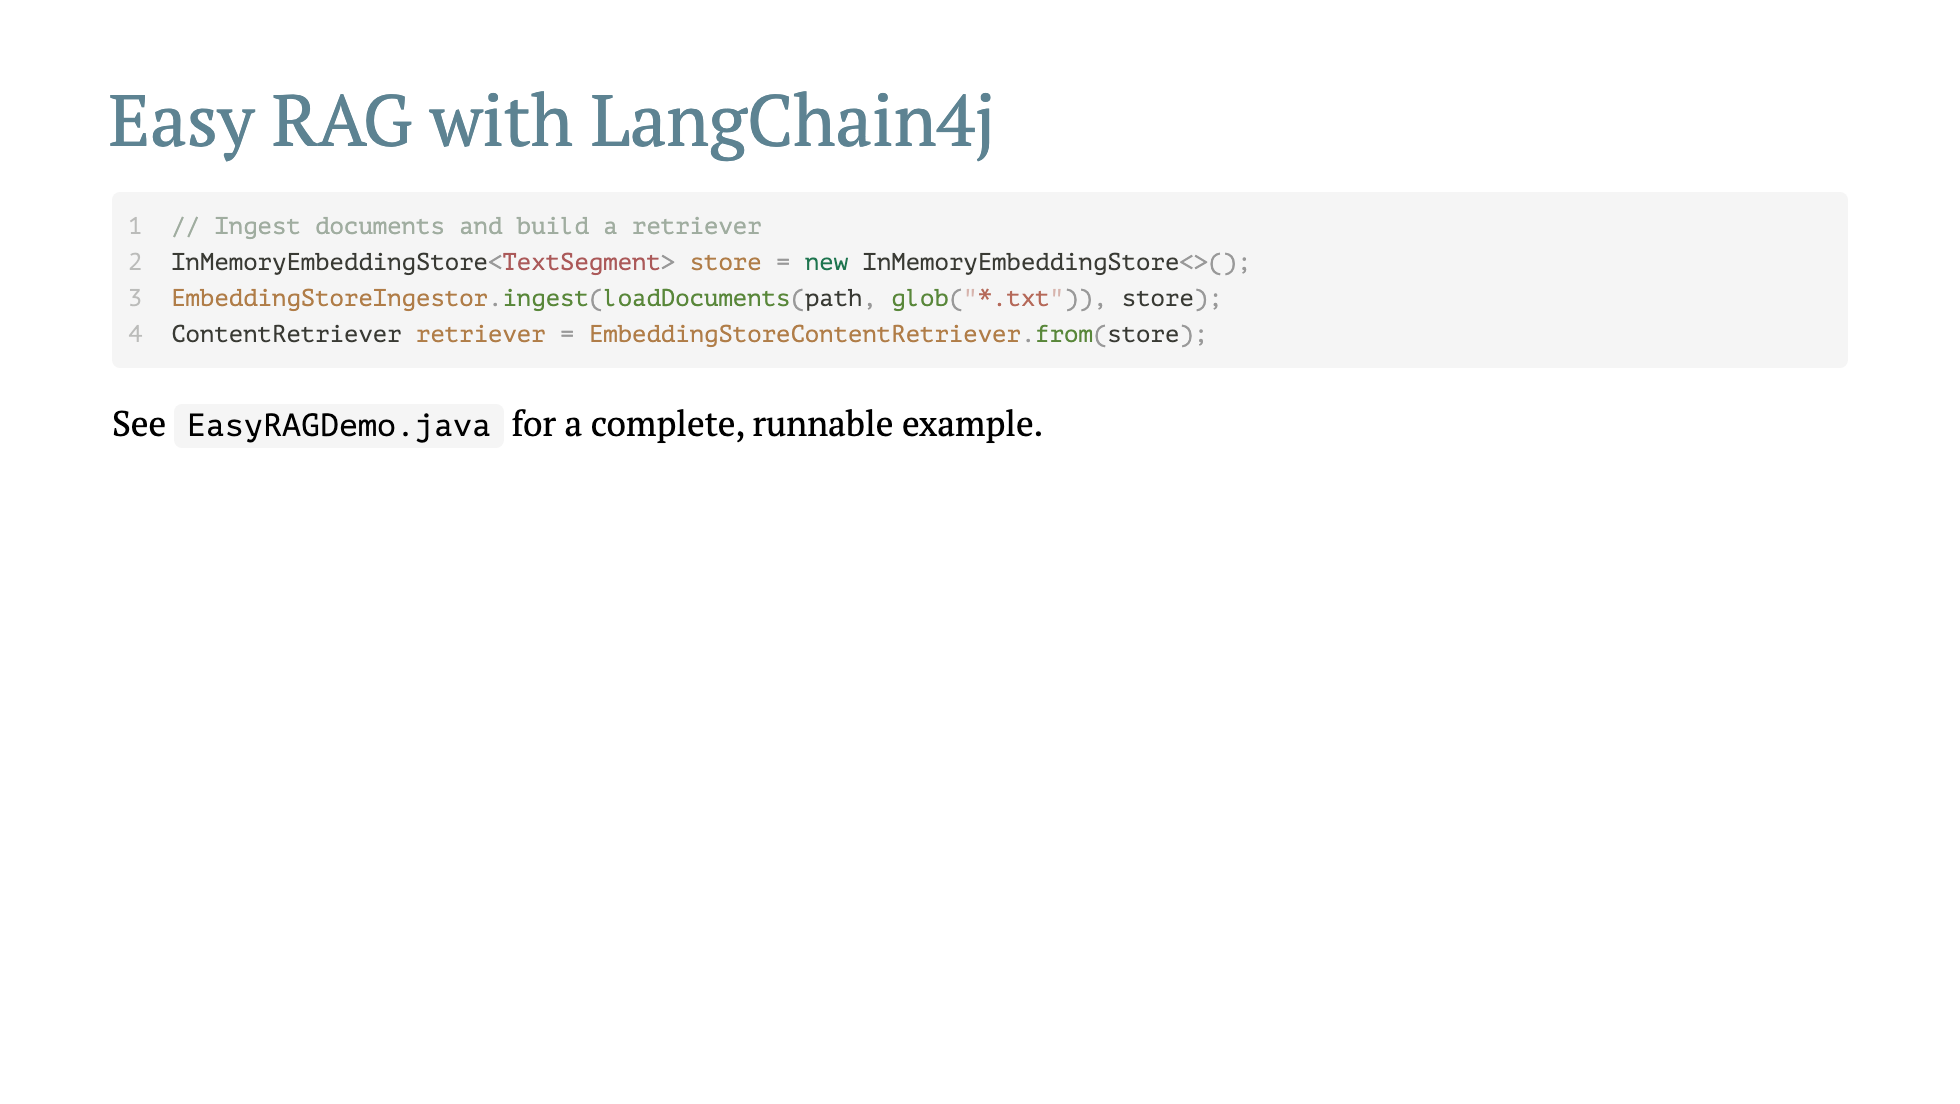 Easy RAG with LangChain4j
1 // Ingest documents and build a retriever
2 InMemoryEmbeddingStore<TextSegment> store = new InMemoryEmbeddingStore<>();
3 EmbeddingStoreIngestor.ingest(loadDocuments(path, glob("*.txt")), store);
4 ContentRetriever retriever = EmbeddingStoreContentRetriever.from(store);
See EasyRAGDemo.java for a complete, runnable example.